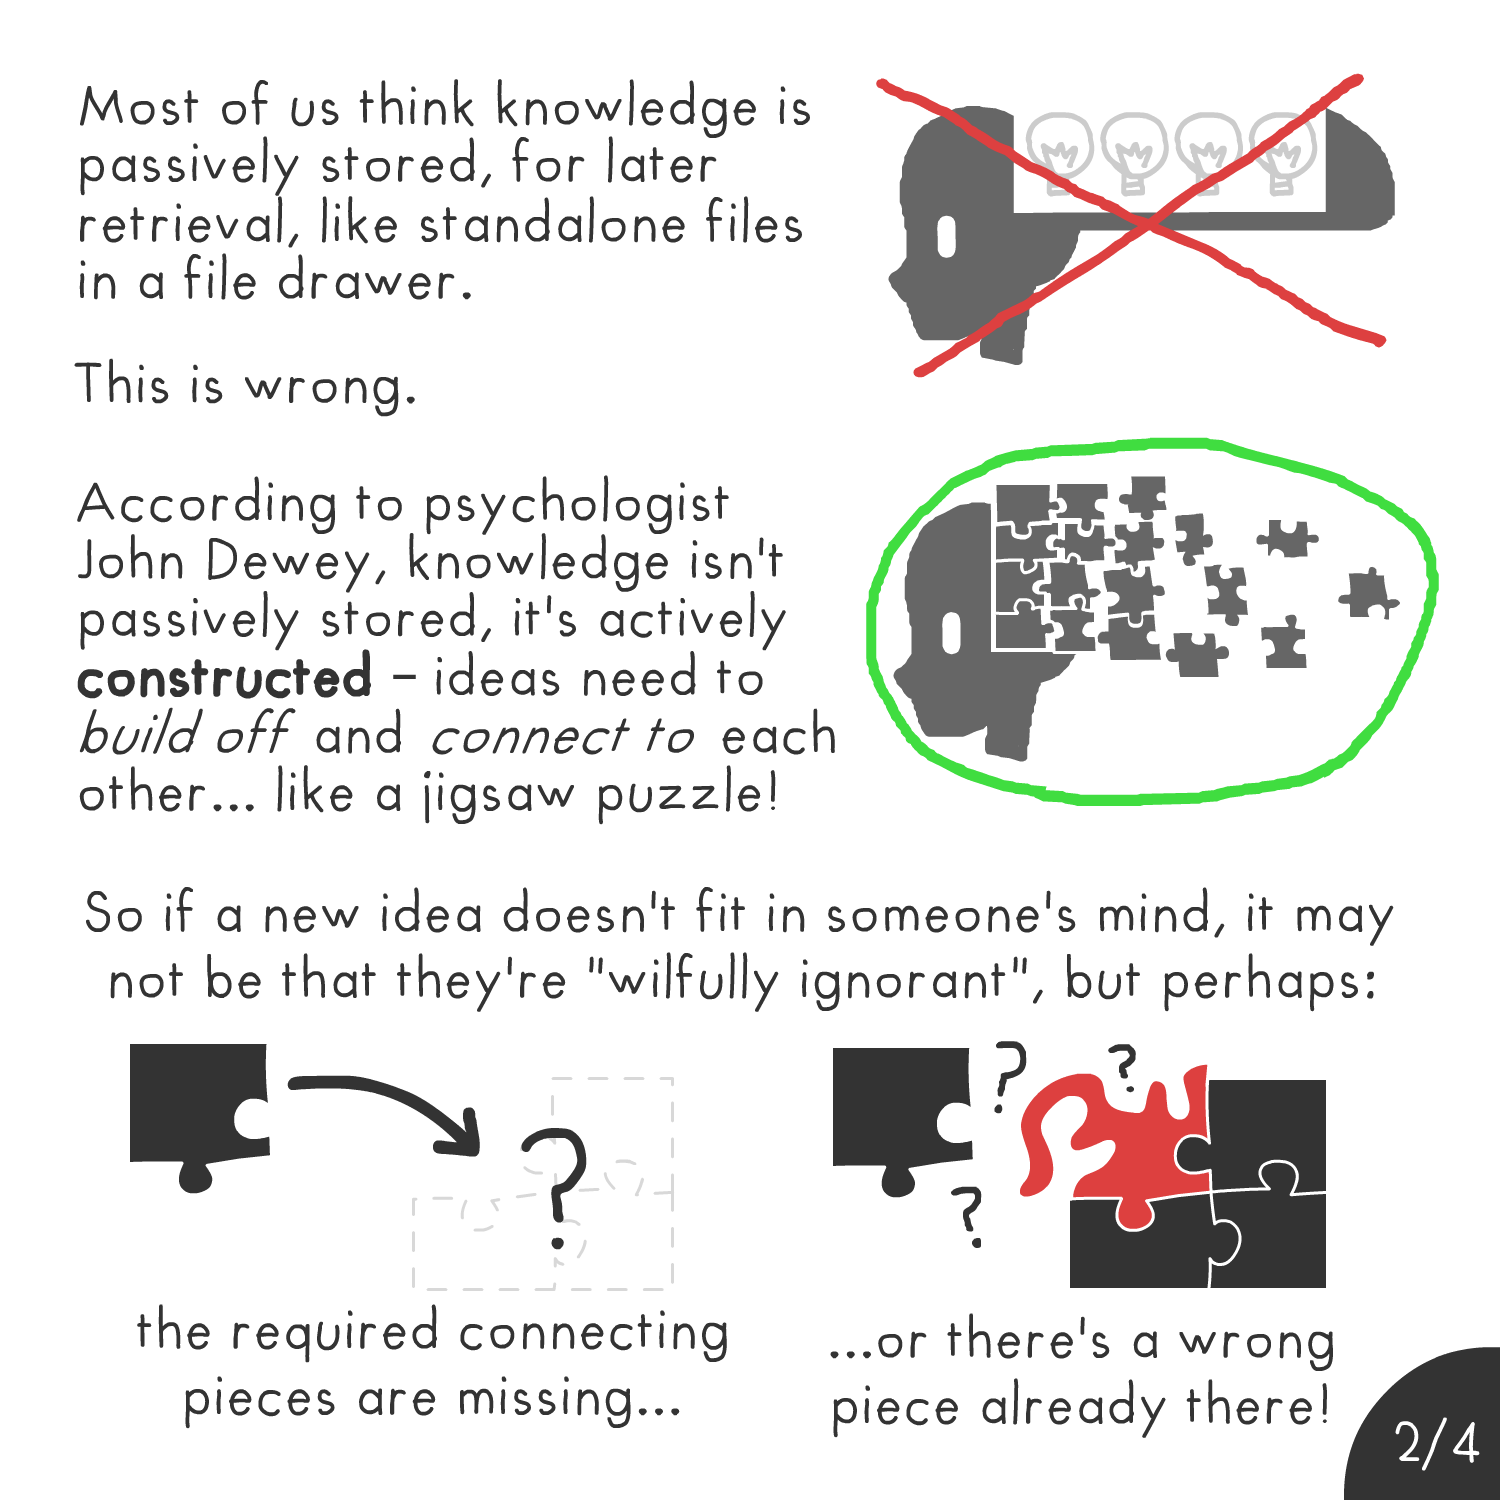 Most of us think knowledge is
passively stored, for later
retrieval, like standalone files
in a file drawer.
This is wrong.
According to psychologist
John Dewey, knowledge isn't
passively stored, it's actively
constructed – ideas need to
build off and connect to each
other... like a jigsaw puzzle!
So if a new idea doesn't fit in someone's mind, it may
not be that they're "wilfully ignorant", but perhaps:
?
? ? ?
the required connecting
pieces are missing...
...or there's a wrong
piece already there!
2/4